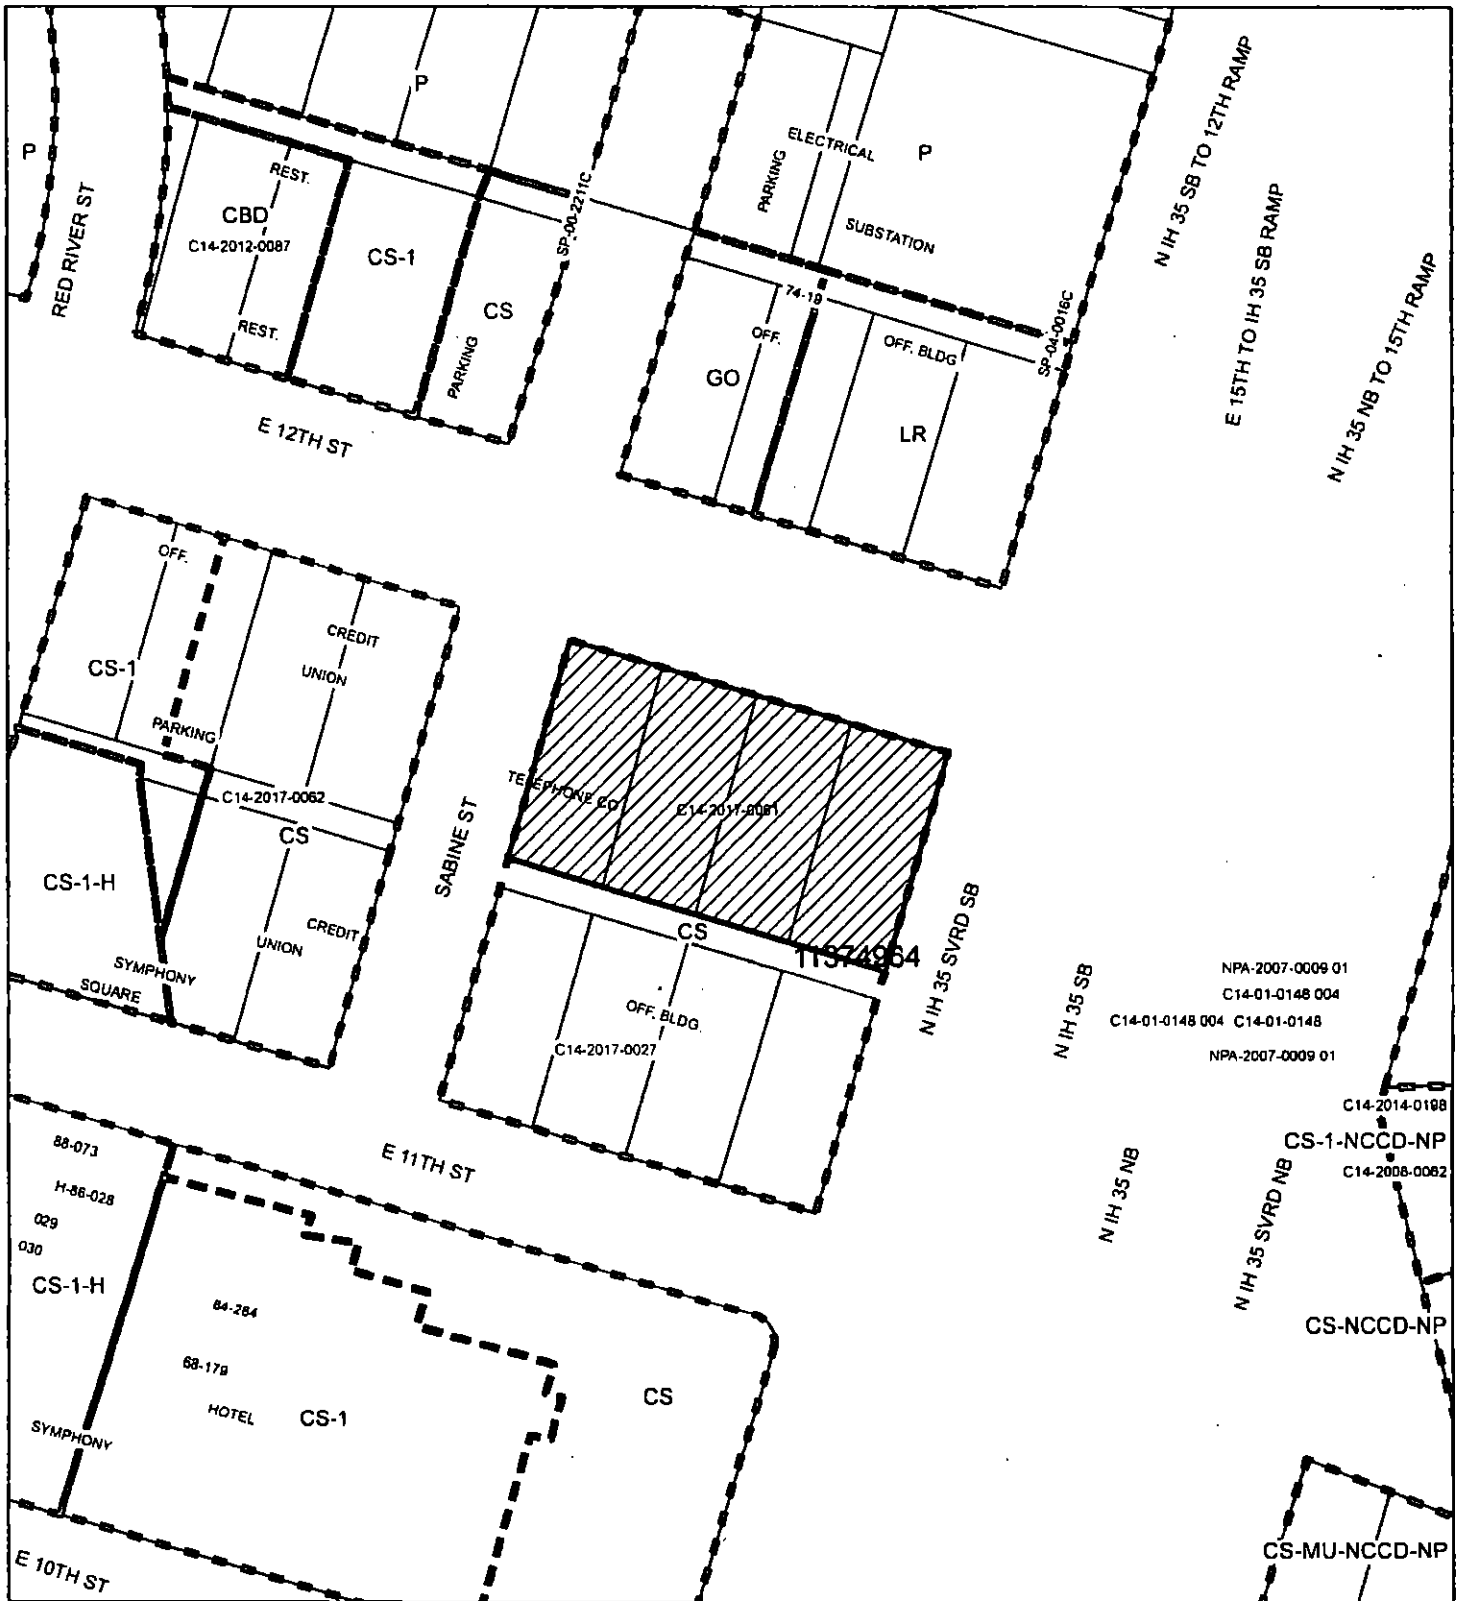 P
P
RED RIVER ST
REST.
CBD
C14-2012-0087
CS-1
REST.
CS
PARKING
SP-00-2211C
ELECTRICAL
PARKING
P
SUBSTATION
74-19
OFF.
GO
OFF. BLDG
LR
SP-04-0016C
N IH 35 SB TO 12TH RAMP
E 15TH TO IH 35 SB RAMP
N IH 35 NB TO 15TH RAMP
E 12TH ST
OFF.
CREDIT
UNION
CS-1
PARKING
C14-2017-0062
CS
CS-1-H
CREDIT
UNION
SYMPHONY
SQUARE
SABINE ST
TELEPHONE CO
C14-2017-0061
CS
11374964
OFF. BLDG.
C14-2017-0027
N IH 35 SVRD SB
N IH 35 SB
NPA-2007-0009 01
C14-01-0148 004
C14-01-0148 004 C14-01-0148
NPA-2007-0009 01
C14-2014-0198
CS-1-NCCD-NP
C14-2008-0082
N IH 35 NB
N IH 35 SVRD NB
CS-NCCD-NP
E 11TH ST
88-073
H-86-028
029
030
CS-1-H
84-284
68-179
HOTEL
CS-1
CS
SYMPHONY
E 10TH ST
CS-MU-NCCD-NP